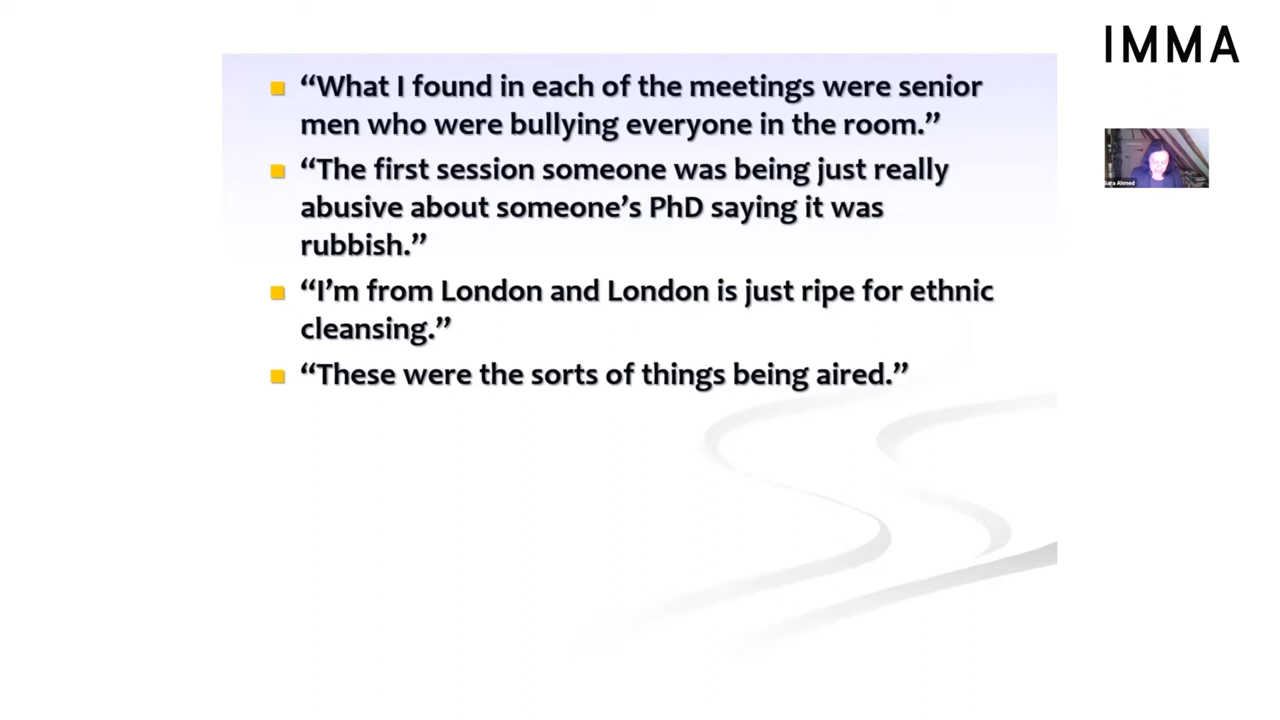 IMMA
“What I found in each of the meetings were senior
men who were bullying everyone in the room.”
“The first session someone was being just really
abusive about someone’s PhD saying it was
rubbish.”
“I’m from London and London is just ripe for ethnic
cleansing.”
“These were the sorts of things being aired.”
Sara Ahmed